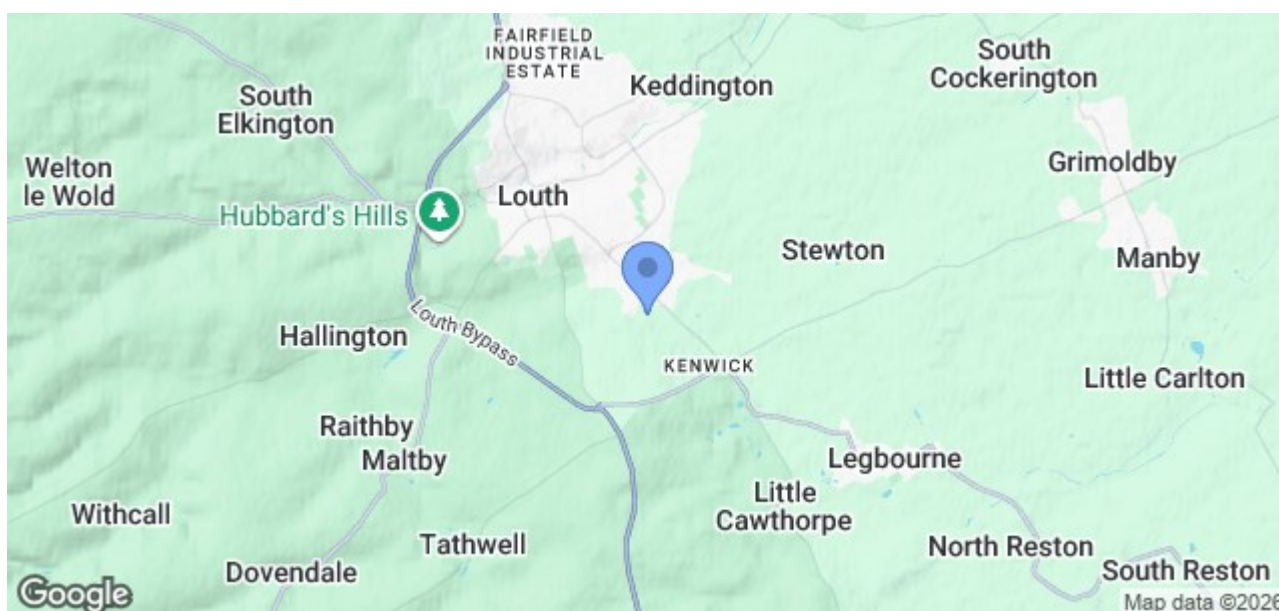 FAIRFIELD
INDUSTRIAL
ESTATE
South
Cockerington
Keddington
South
Elkington
Grimoldby
Welton
le Wold
Louth
Hubbard's Hills
Stewton
Manby
Louth Bypass
Hallington
KENWICK
Little Carlton
Raithby
Maltby
Legbourne
Little
Cawthorpe
Withcall
Tathwell
North Reston
Dovendale
South Reston
Google
Map data ©2026